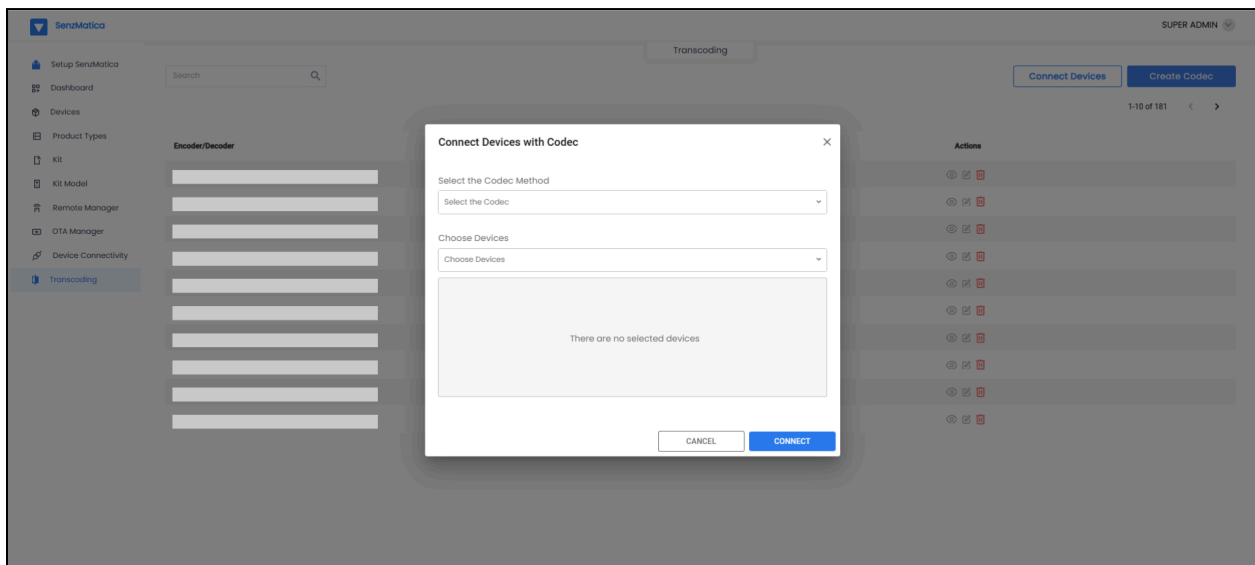 SenzMatica
SUPER ADMIN
Transcoding
Setup SenzMatica
Dashboard
Devices
Product Types
Kit
Kit Model
Remote Manager
OTA Manager
Device Connectivity
Transcoding
Search
Connect Devices
Create Codec
1-10 of 181
Encoder/Decoder
Actions
Connect Devices with Codec
Select the Codec Method
Select the Codec
Choose Devices
Choose Devices
There are no selected devices
CANCEL
CONNECT